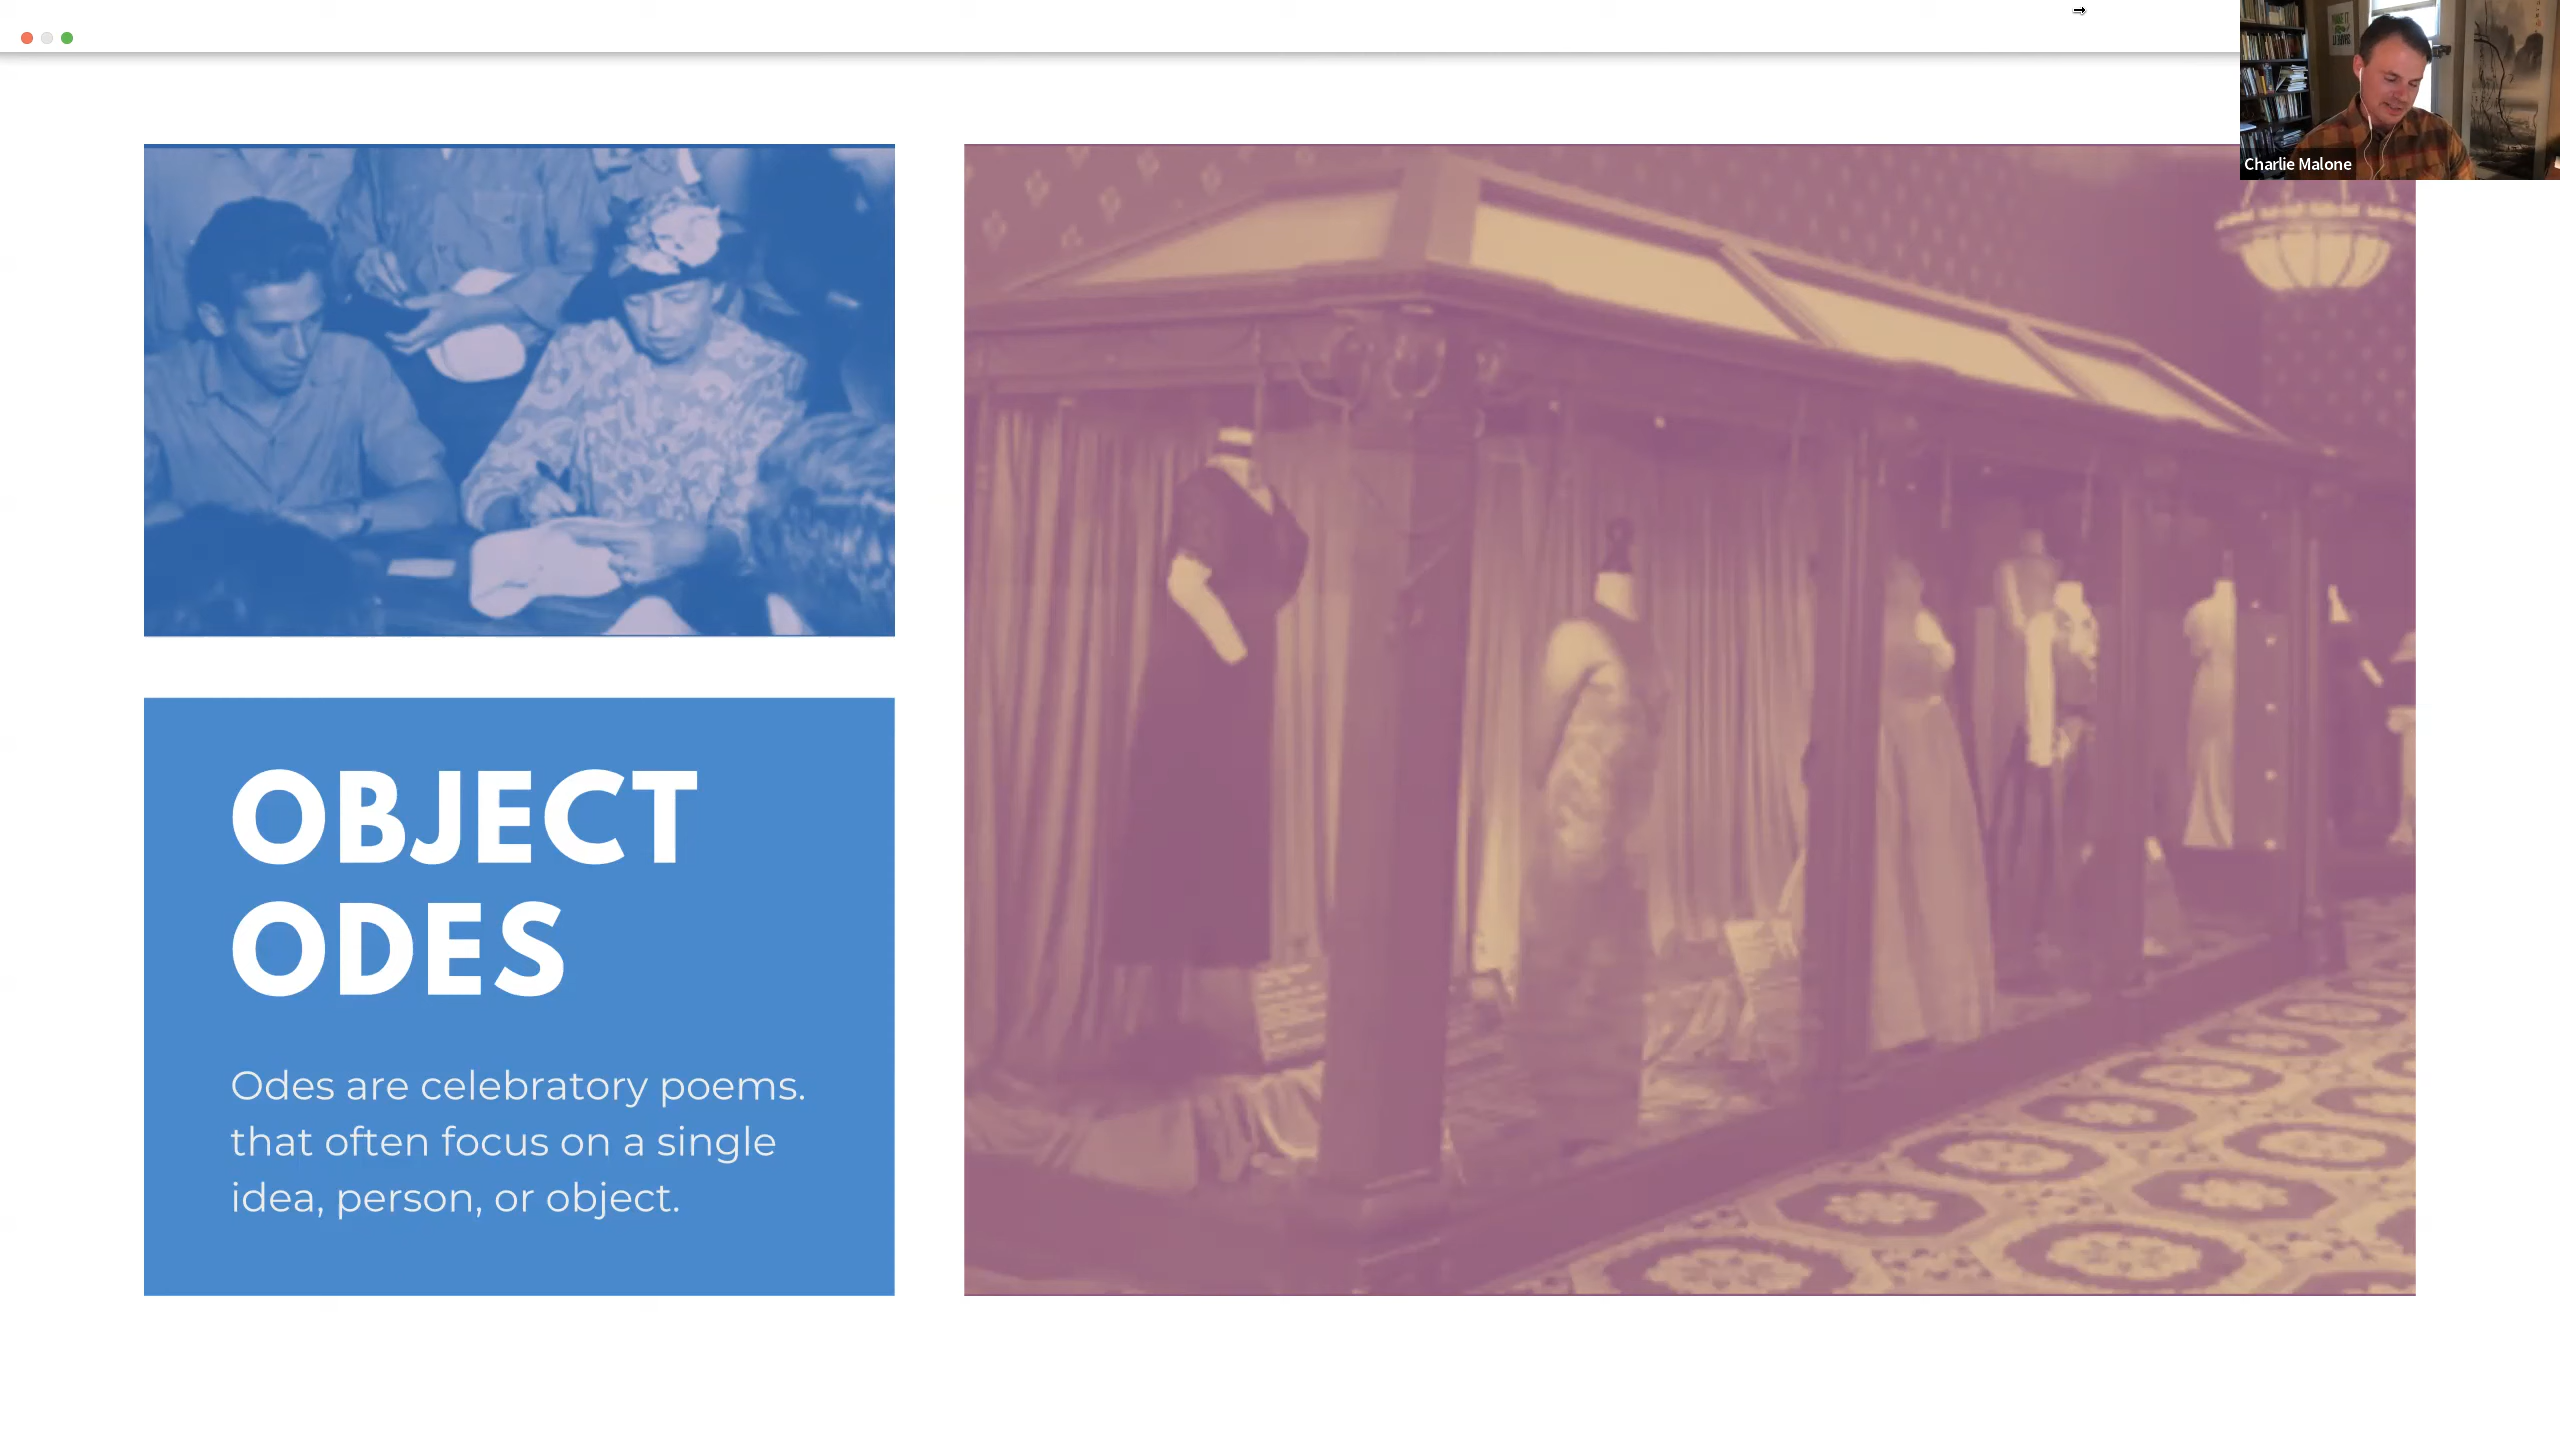 Charlie Malone
OBJECT
ODES
Odes are celebratory poems.
that often focus on a single
idea, person, or object.